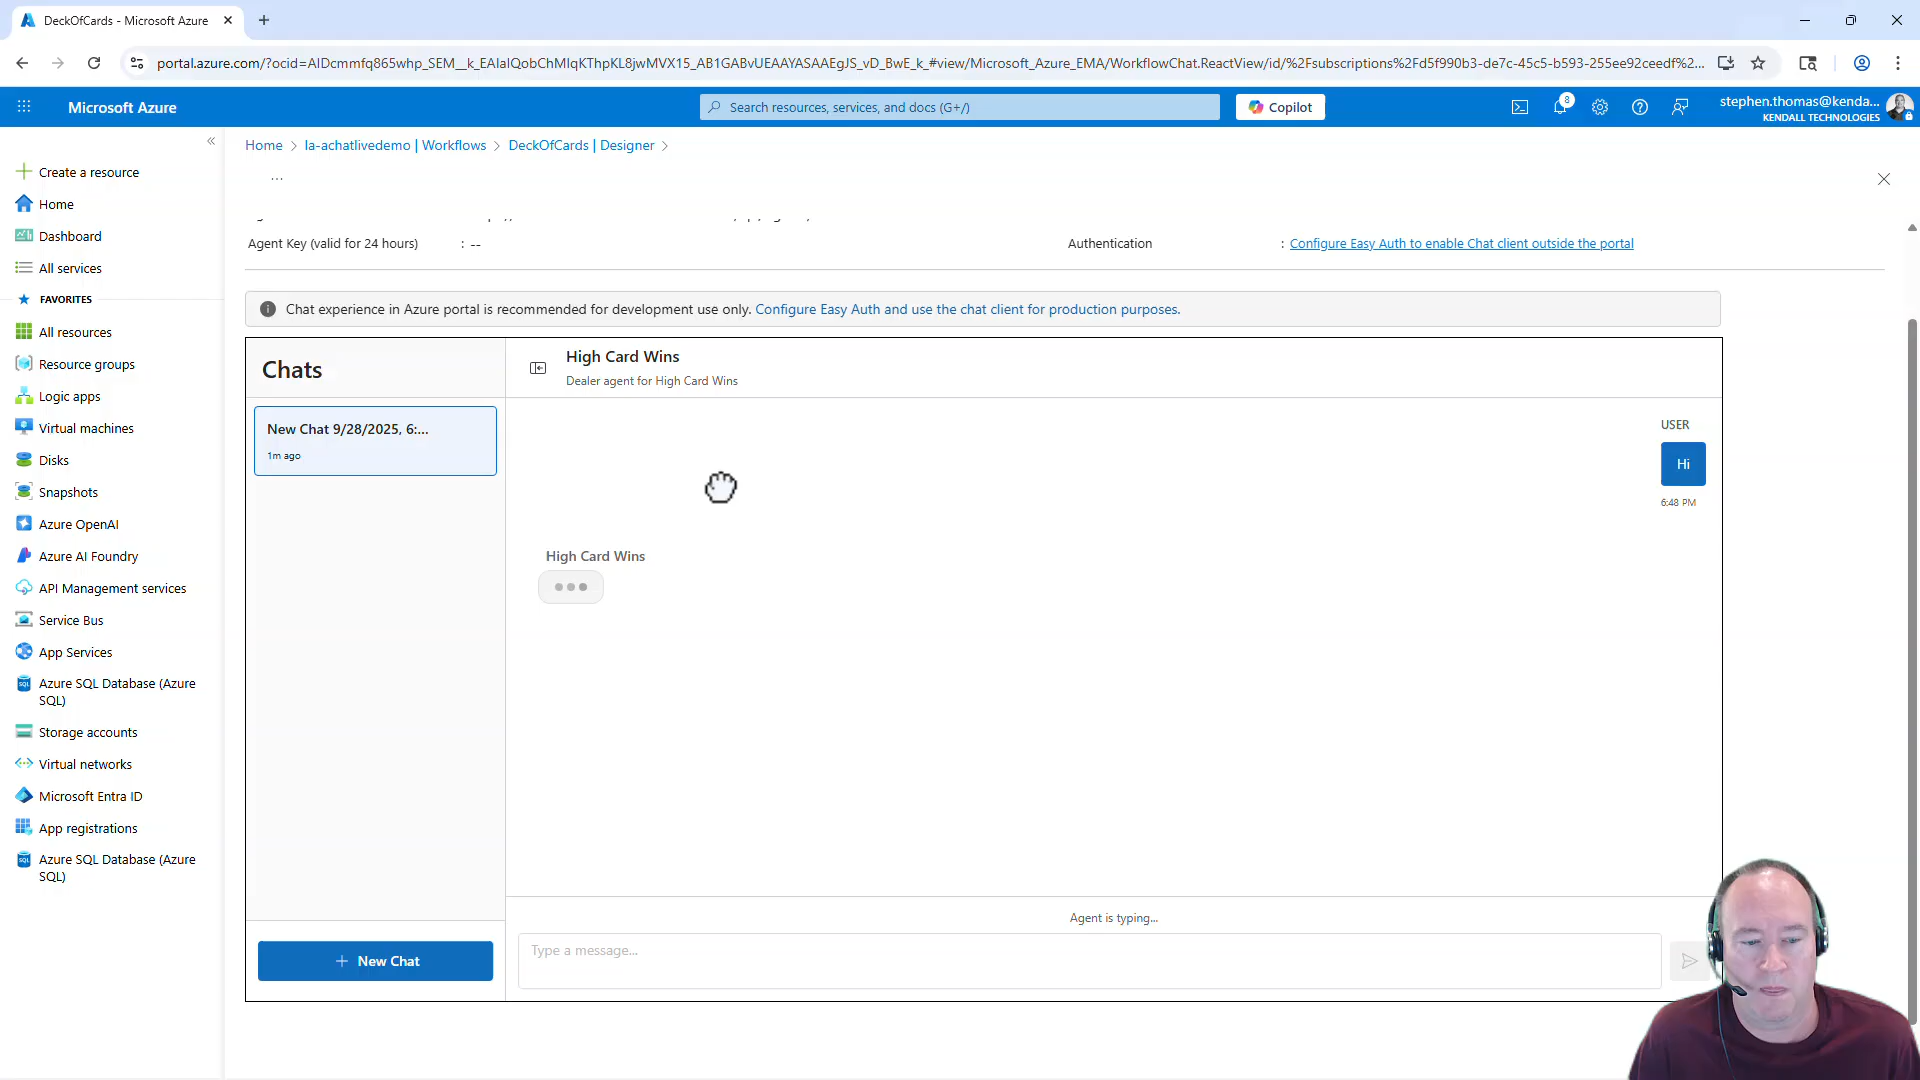 DeckOfCards - Microsoft Azure
portal.azure.com/?ocid=AIDcmmfq865whp_SEM__k_EAIaIQobChMIqKThpKL8jwMVX15_AB1GABvUEAAYASAAEgJS_vD_BwE_k_#view/Microsoft_Azure_EMA/WorkflowChat.ReactView/id/%2Fsubscriptions%2Fd5f990b3-de7c-45c5-b593-255ee92ceedf%2...
Microsoft Azure
Search resources, services, and docs (G+/)
Copilot
8
stephen.thomas@kenda...
KENDALL TECHNOLOGIES
Create a resource
Home
Dashboard
All services
FAVORITES
All resources
Resource groups
Logic apps
Virtual machines
Disks
Snapshots
Azure OpenAI
Azure AI Foundry
API Management services
Service Bus
App Services
Azure SQL Database (Azure
SQL)
Storage accounts
Virtual networks
Microsoft Entra ID
App registrations
Azure SQL Database (Azure
SQL)
Home > la-achatlivedemo | Workflows > DeckOfCards | Designer >
...
Agent Key (valid for 24 hours) : --
Authentication : Configure Easy Auth to enable Chat client outside the portal
Chat experience in Azure portal is recommended for development use only. Configure Easy Auth and use the chat client for production purposes.
Chats
New Chat 9/28/2025, 6:...
1m ago
New Chat
High Card Wins
Dealer agent for High Card Wins
USER
Hi
6:48 PM
High Card Wins
Agent is typing...
Type a message...